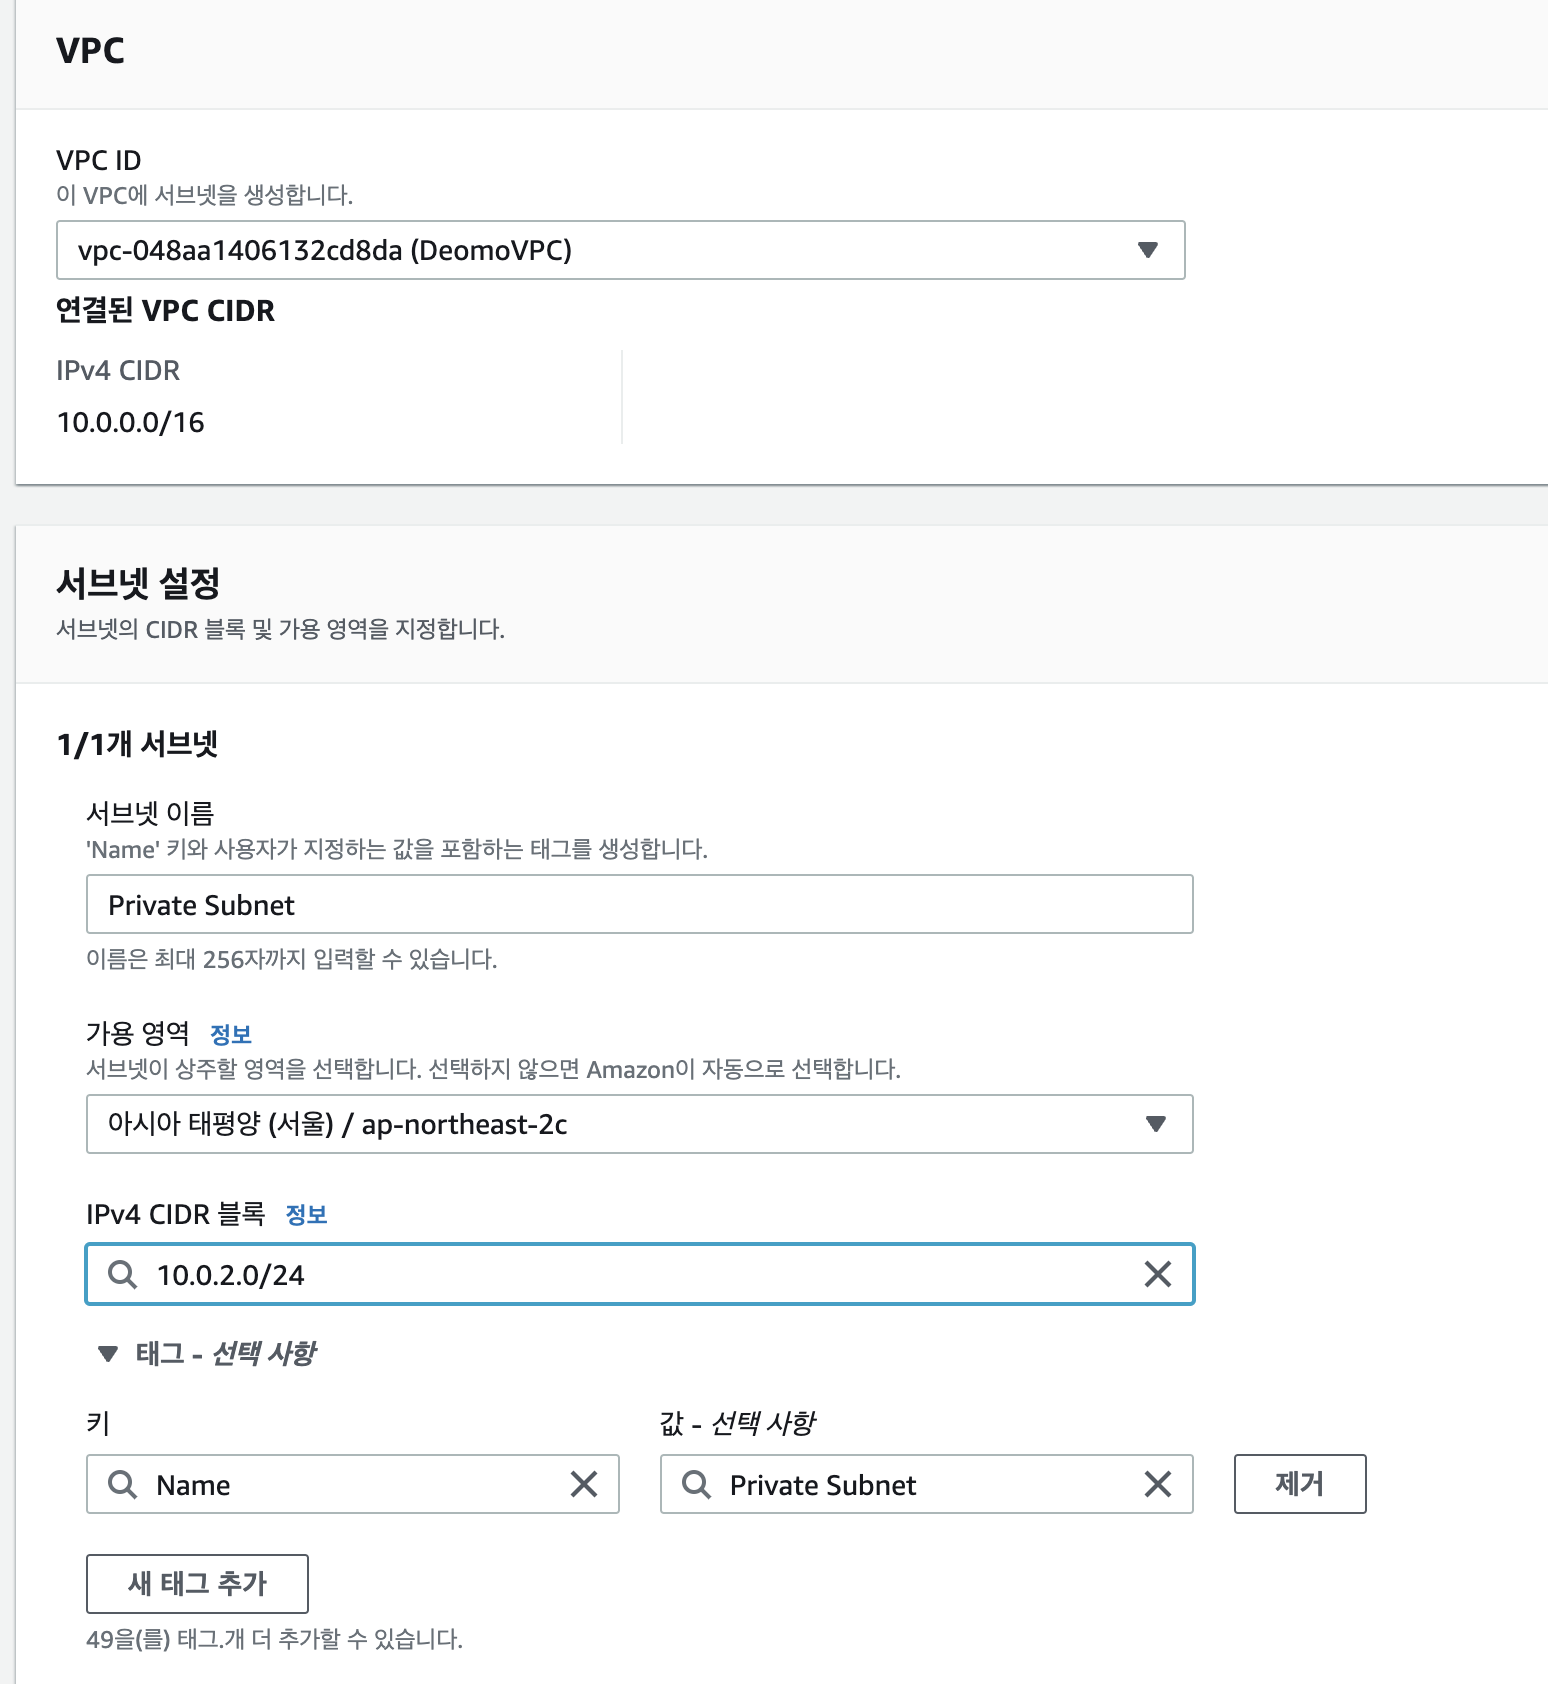 VPC
VPC ID
이 VPC에 서브넷을 생성합니다.
vpc-048aa1406132cd8da (DeomoVPC)
연결된 VPC CIDR
IPv4 CIDR
10.0.0.0/16
서브넷 설정
서브넷의 CIDR 블록 및 가용 영역을 지정합니다.
1/1개 서브넷
서브넷 이름
'Name' 키와 사용자가 지정하는 값을 포함하는 태그를 생성합니다.
Private Subnet
이름은 최대 256자까지 입력할 수 있습니다.
가용 영역 정보
서브넷이 상주할 영역을 선택합니다. 선택하지 않으면 Amazon이 자동으로 선택합니다.
아시아 태평양 (서울) / ap-northeast-2c
IPv4 CIDR 블록 정보
10.0.2.0/24
태그 - 선택 사항
키 값 - 선택 사항
Name Private Subnet 제거
새 태그 추가
49을(를) 태그.개 더 추가할 수 있습니다.